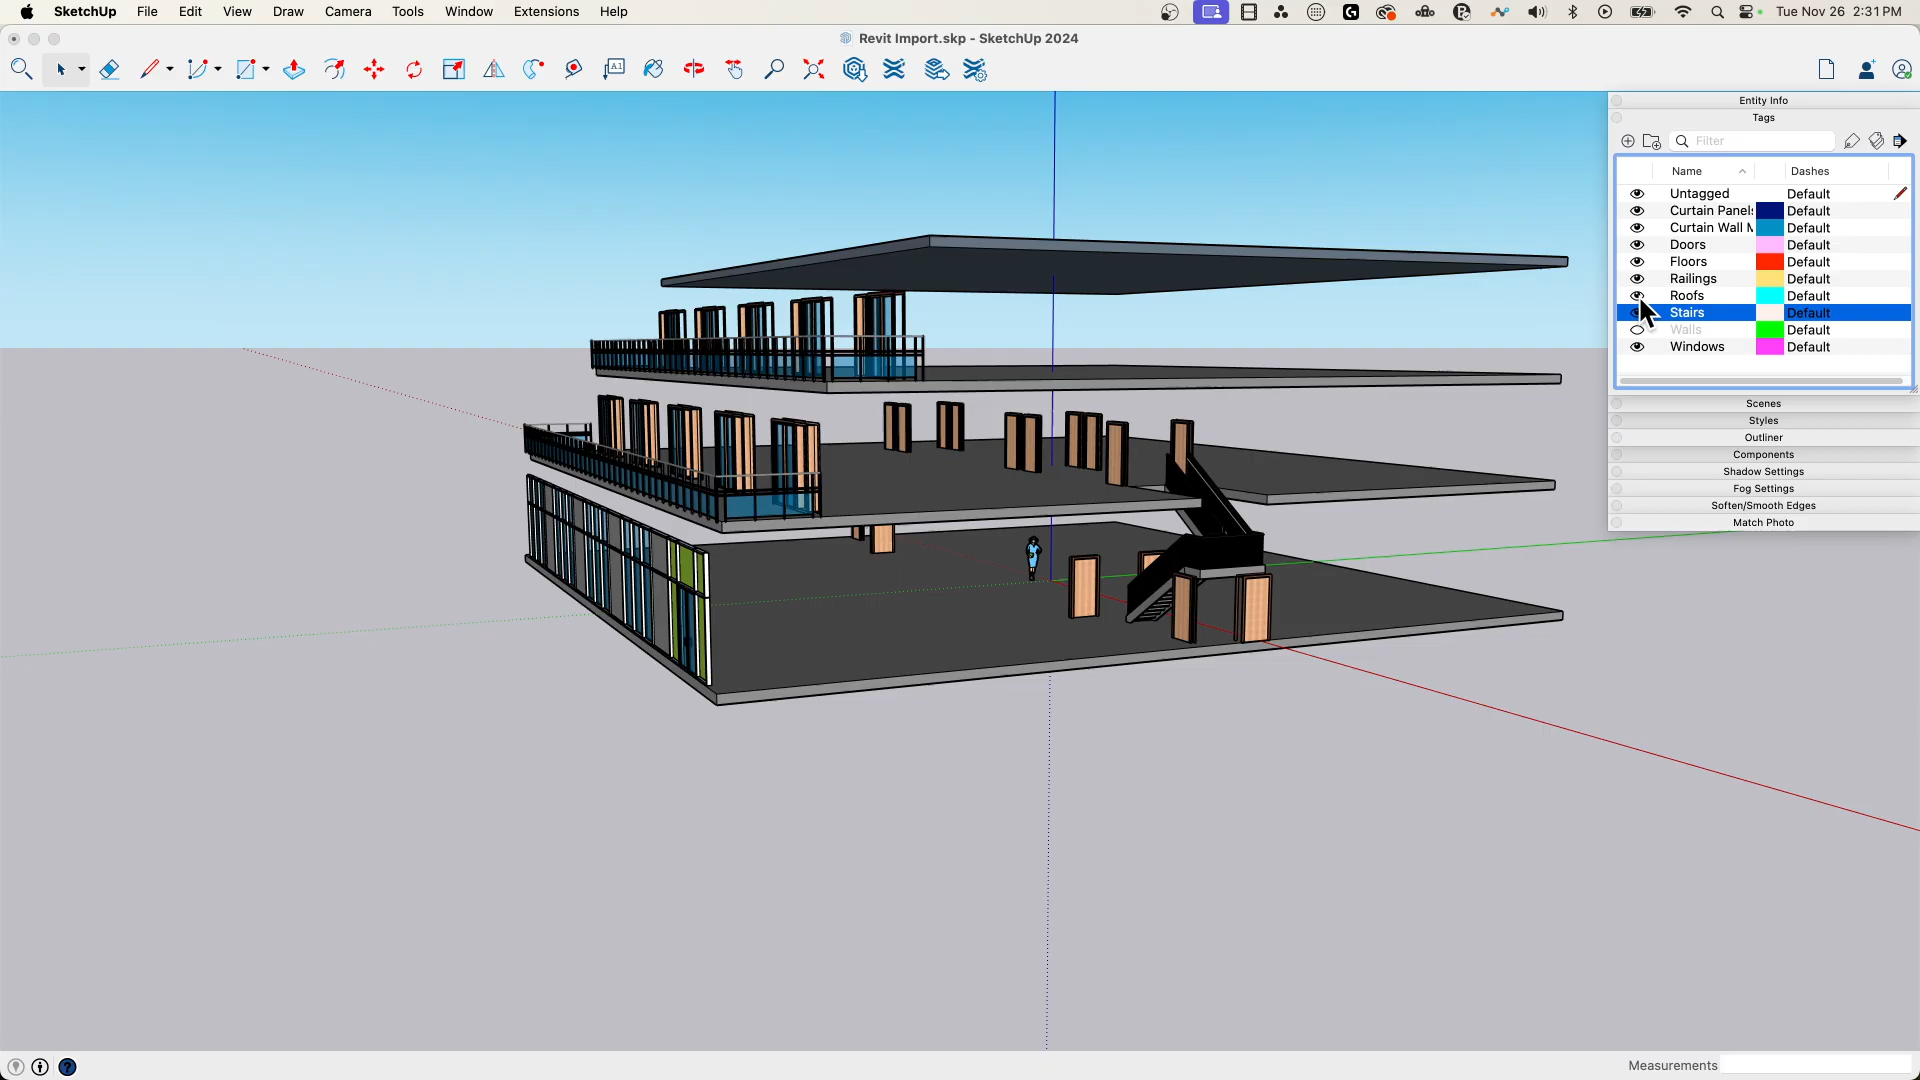 SketchUp File Edit View Draw Camera Tools Window Extensions Help Tue Nov 26 2:31 PM
Revit Import.skp - SketchUp 2024
A1
Entity Info
Tags
Filter
Name Dashes
Untagged Default
Curtain Panels Default
Curtain Wall M Default
Doors Default
Floors Default
Railings Default
Roofs Default
Stairs Default
Walls Default
Windows Default
Scenes
Styles
Outliner
Components
Shadow Settings
Fog Settings
Soften/Smooth Edges
Match Photo
Measurements